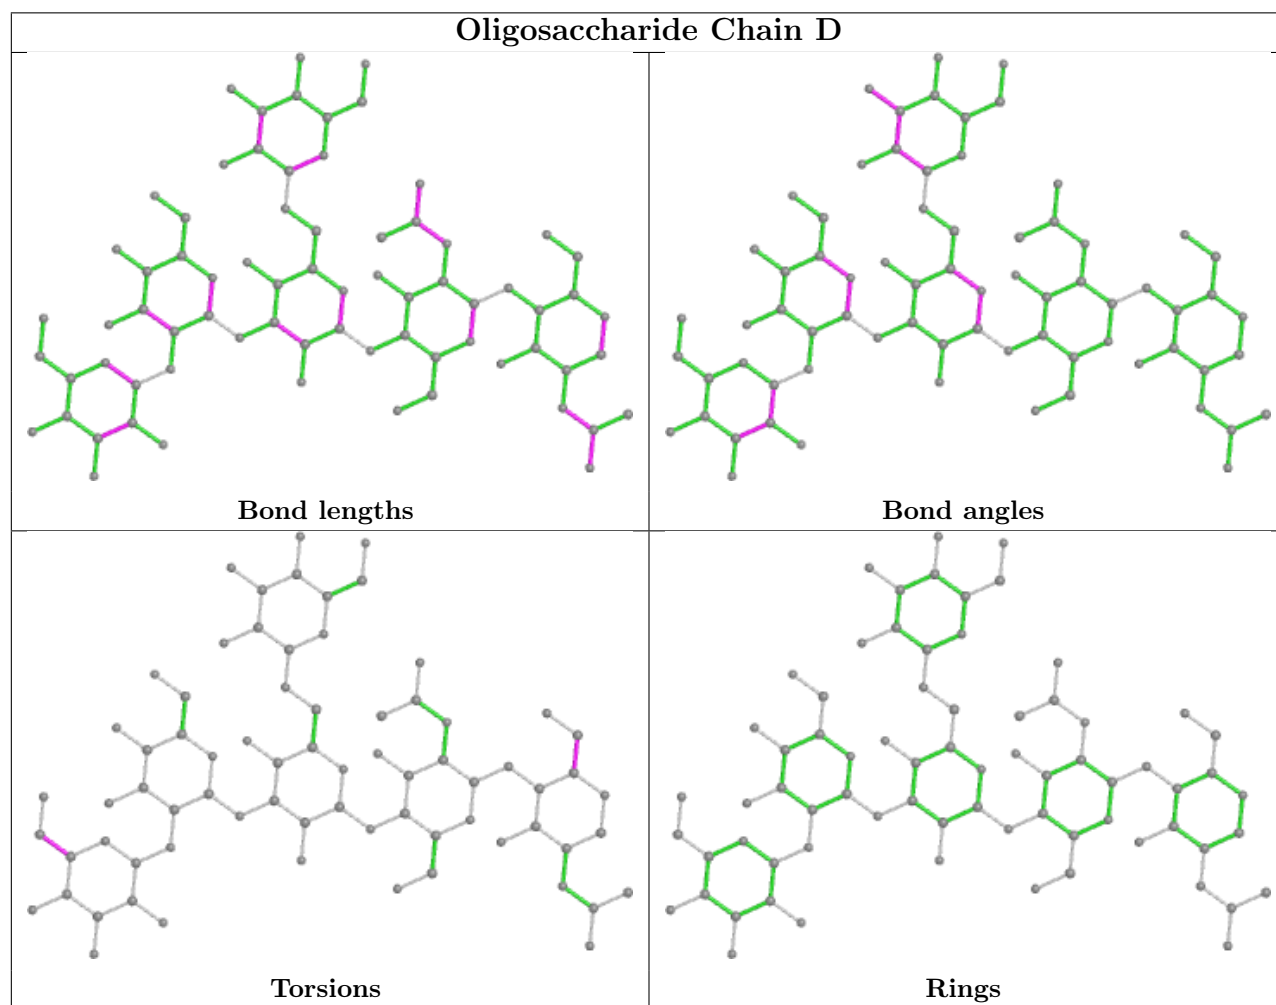 Oligosaccharide Chain D
Bond lengths
Bond angles
Torsions
Rings